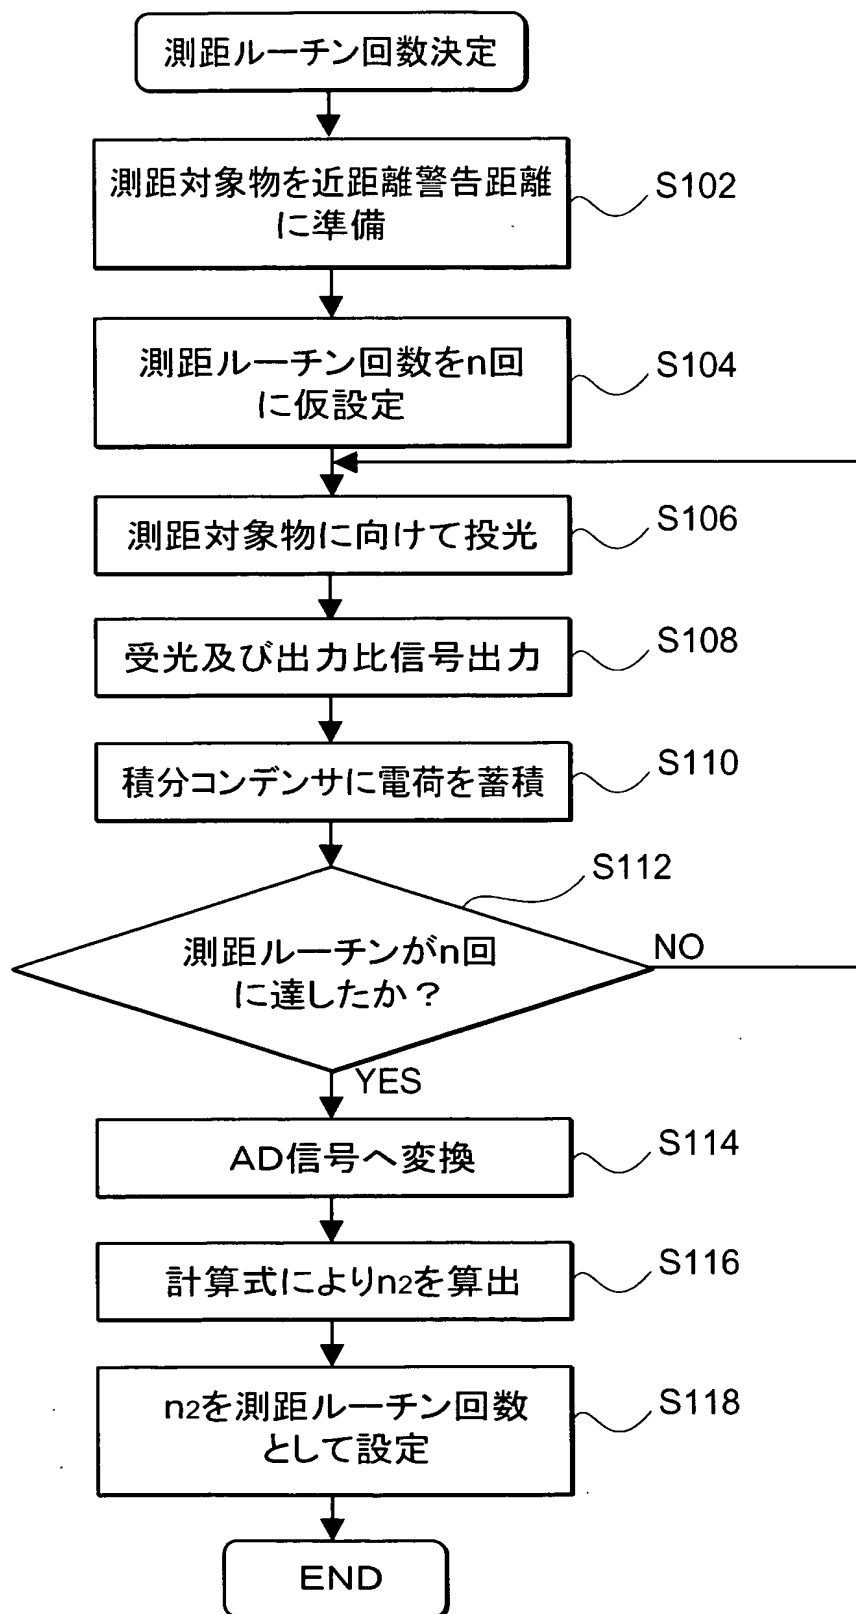 測距ルーチン回数決定
測距対象物を近距離警告距離
に準備
S102
測距ルーチン回数をn回
に仮設定
S104
測距対象物に向けて投光
S106
受光及び出力比信号出力
S108
積分コンデンサに電荷を蓄積
S110
S112
測距ルーチンがn回
に達したか？
NO
YES
AD信号へ変換
S114
計算式によりn2を算出
S116
n2を測距ルーチン回数
として設定
S118
END